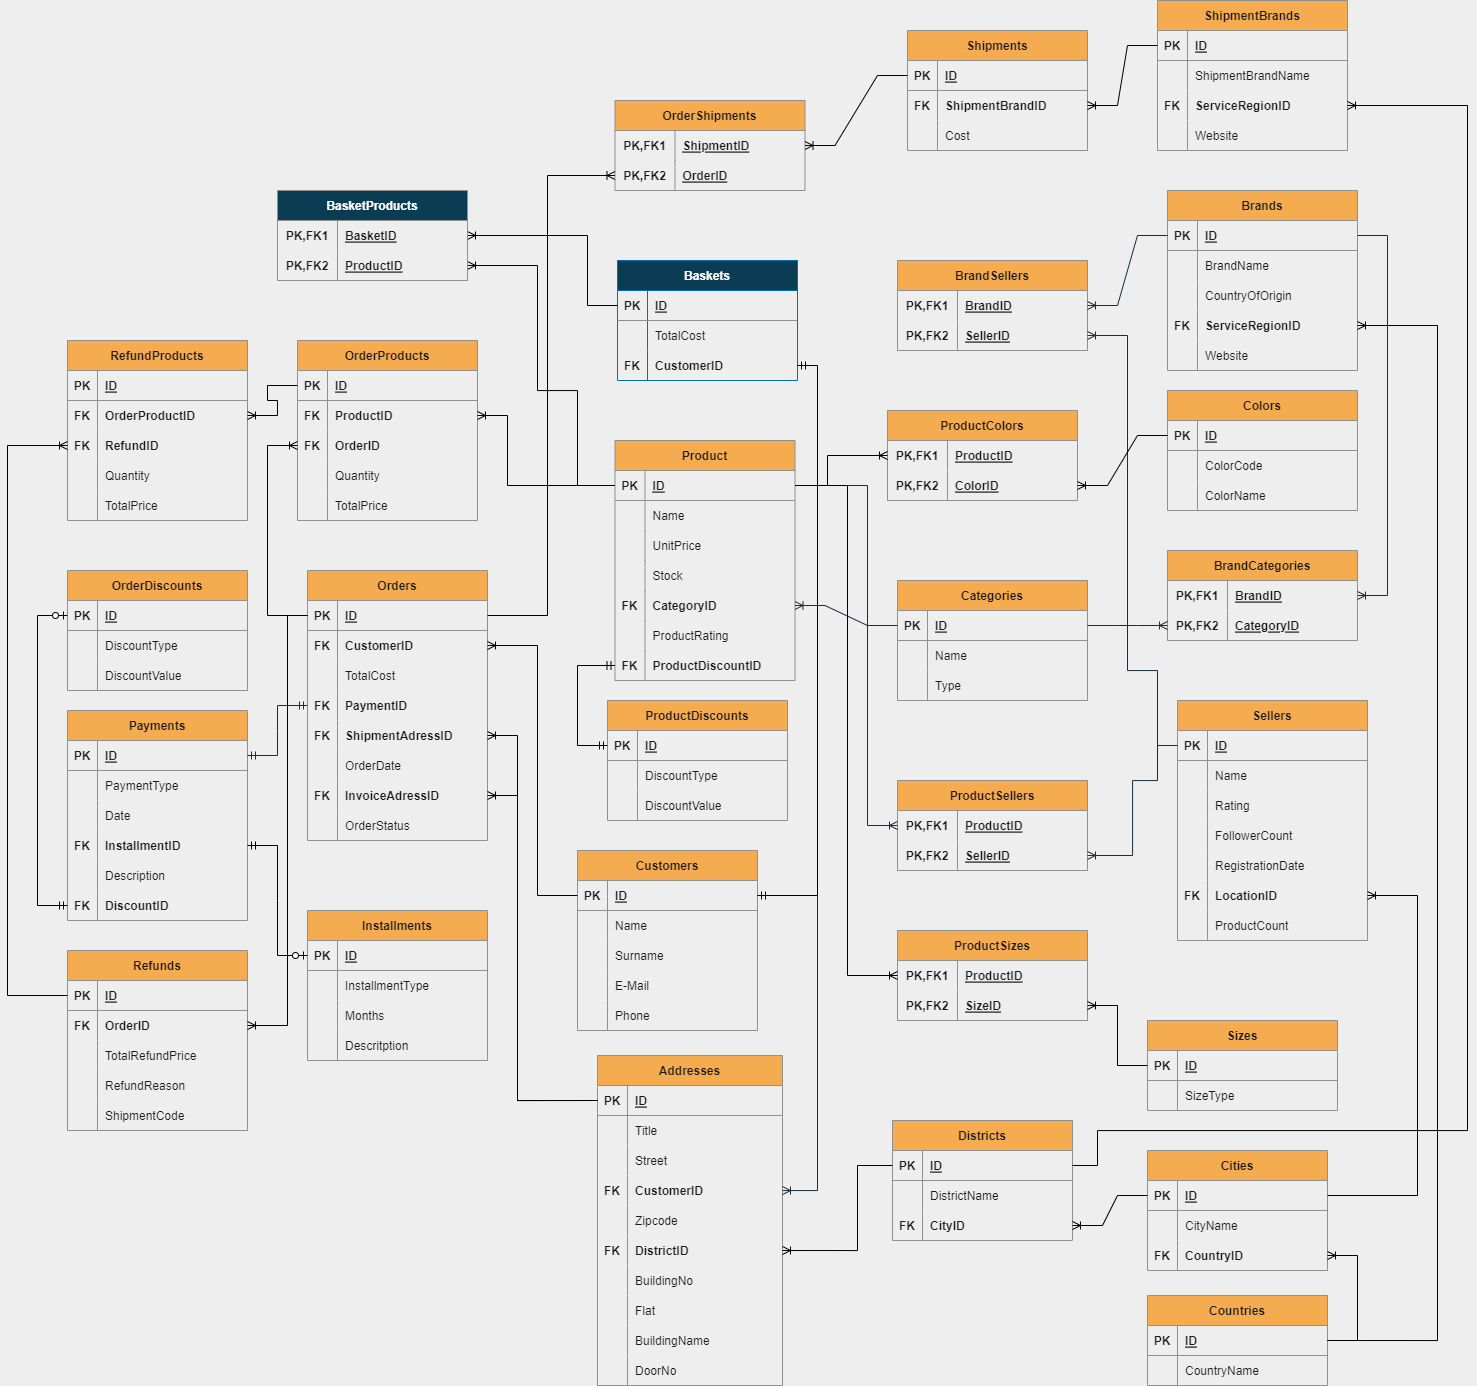 ShipmentBrands
PK ID
ShipmentBrandName
FK ServiceRegionID
Website
Shipments
PK ID
FK ShipmentBrandID
Cost
OrderShipments
PK,FK1 ShipmentID
PK,FK2 OrderID
BasketProducts
PK,FK1 BasketID
PK,FK2 ProductID
Baskets
PK ID
TotalCost
FK CustomerID
BrandSellers
PK,FK1 BrandID
PK,FK2 SellerID
Brands
PK ID
BrandName
CountryOfOrigin
FK ServiceRegionID
Website
RefundProducts
PK ID
FK OrderProductID
FK RefundID
Quantity
TotalPrice
OrderProducts
PK ID
FK ProductID
FK OrderID
Quantity
TotalPrice
Product
PK ID
Name
UnitPrice
Stock
FK CategoryID
ProductRating
FK ProductDiscountID
ProductColors
PK,FK1 ProductID
PK,FK2 ColorID
Colors
PK ID
ColorCode
ColorName
OrderDiscounts
PK ID
DiscountType
DiscountValue
Orders
PK ID
FK CustomerID
TotalCost
FK PaymentID
FK ShipmentAdressID
OrderDate
FK InvoiceAdressID
OrderStatus
Categories
PK ID
Name
Type
BrandCategories
PK,FK1 BrandID
PK,FK2 CategoryID
Payments
PK ID
PaymentType
Date
FK InstallmentID
Description
FK DiscountID
ProductDiscounts
PK ID
DiscountType
DiscountValue
ProductSellers
PK,FK1 ProductID
PK,FK2 SellerID
Sellers
PK ID
Name
Rating
FollowerCount
RegistrationDate
FK LocationID
ProductCount
Refunds
PK ID
FK OrderID
TotalRefundPrice
RefundReason
ShipmentCode
Installments
PK ID
InstallmentType
Months
Descritption
Customers
PK ID
Name
Surname
E-Mail
Phone
ProductSizes
PK,FK1 ProductID
PK,FK2 SizeID
Sizes
PK ID
SizeType
Addresses
PK ID
Title
Street
FK CustomerID
Zipcode
FK DistrictID
BuildingNo
Flat
BuildingName
DoorNo
Districts
PK ID
DistrictName
FK CityID
Cities
PK ID
CityName
FK CountryID
Countries
PK ID
CountryName